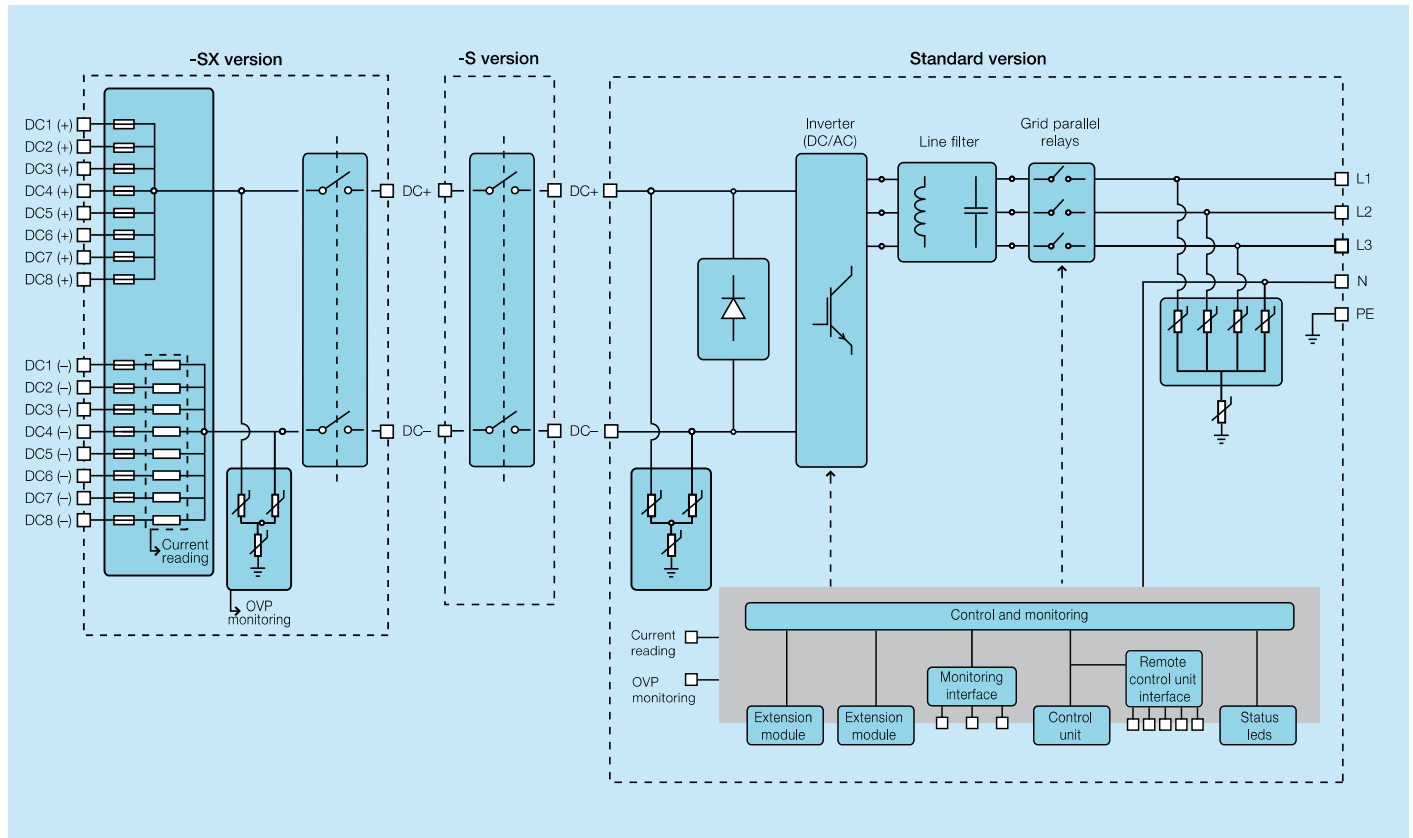 -SX version
-S version
Standard version
DC1 (+)
DC2 (+)
DC3 (+)
DC4 (+)
DC5 (+)
DC6 (+)
DC7 (+)
DC8 (+)
DC1 (–)
DC2 (–)
DC3 (–)
DC4 (–)
DC5 (–)
DC6 (–)
DC7 (–)
DC8 (–)
Current
reading
OVP
monitoring
DC+
DC–
DC+
DC–
Inverter
(DC/AC)
Line filter
Grid parallel
relays
L1
L2
L3
N
PE
Control and monitoring
Current
reading
OVP
monitoring
Extension
module
Extension
module
Monitoring
interface
Control
unit
Remote
control unit
interface
Status
leds